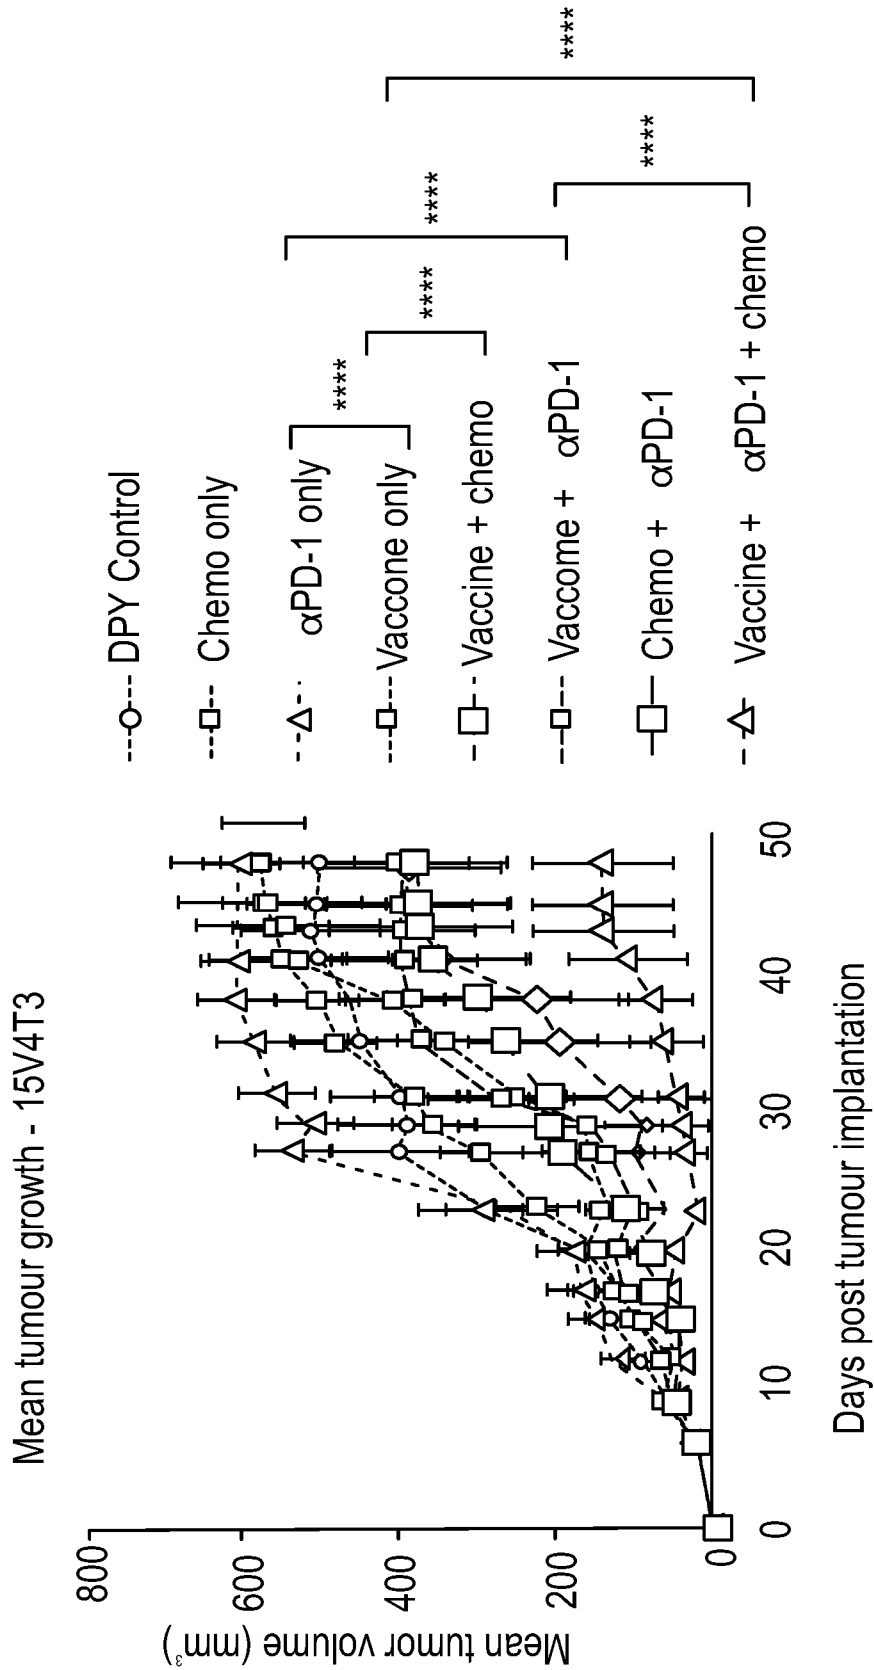 Mean tumour growth - 15V4T3
Mean tumor volume (mm³)
800
600
400
200
0
0
10
20
30
40
50
Days post tumour implantation
DPY Control
Chemo only
αPD-1 only
Vaccone only
Vaccine + chemo
Vaccome + αPD-1
Chemo + αPD-1
Vaccine + αPD-1 + chemo
****
****
****
****
****